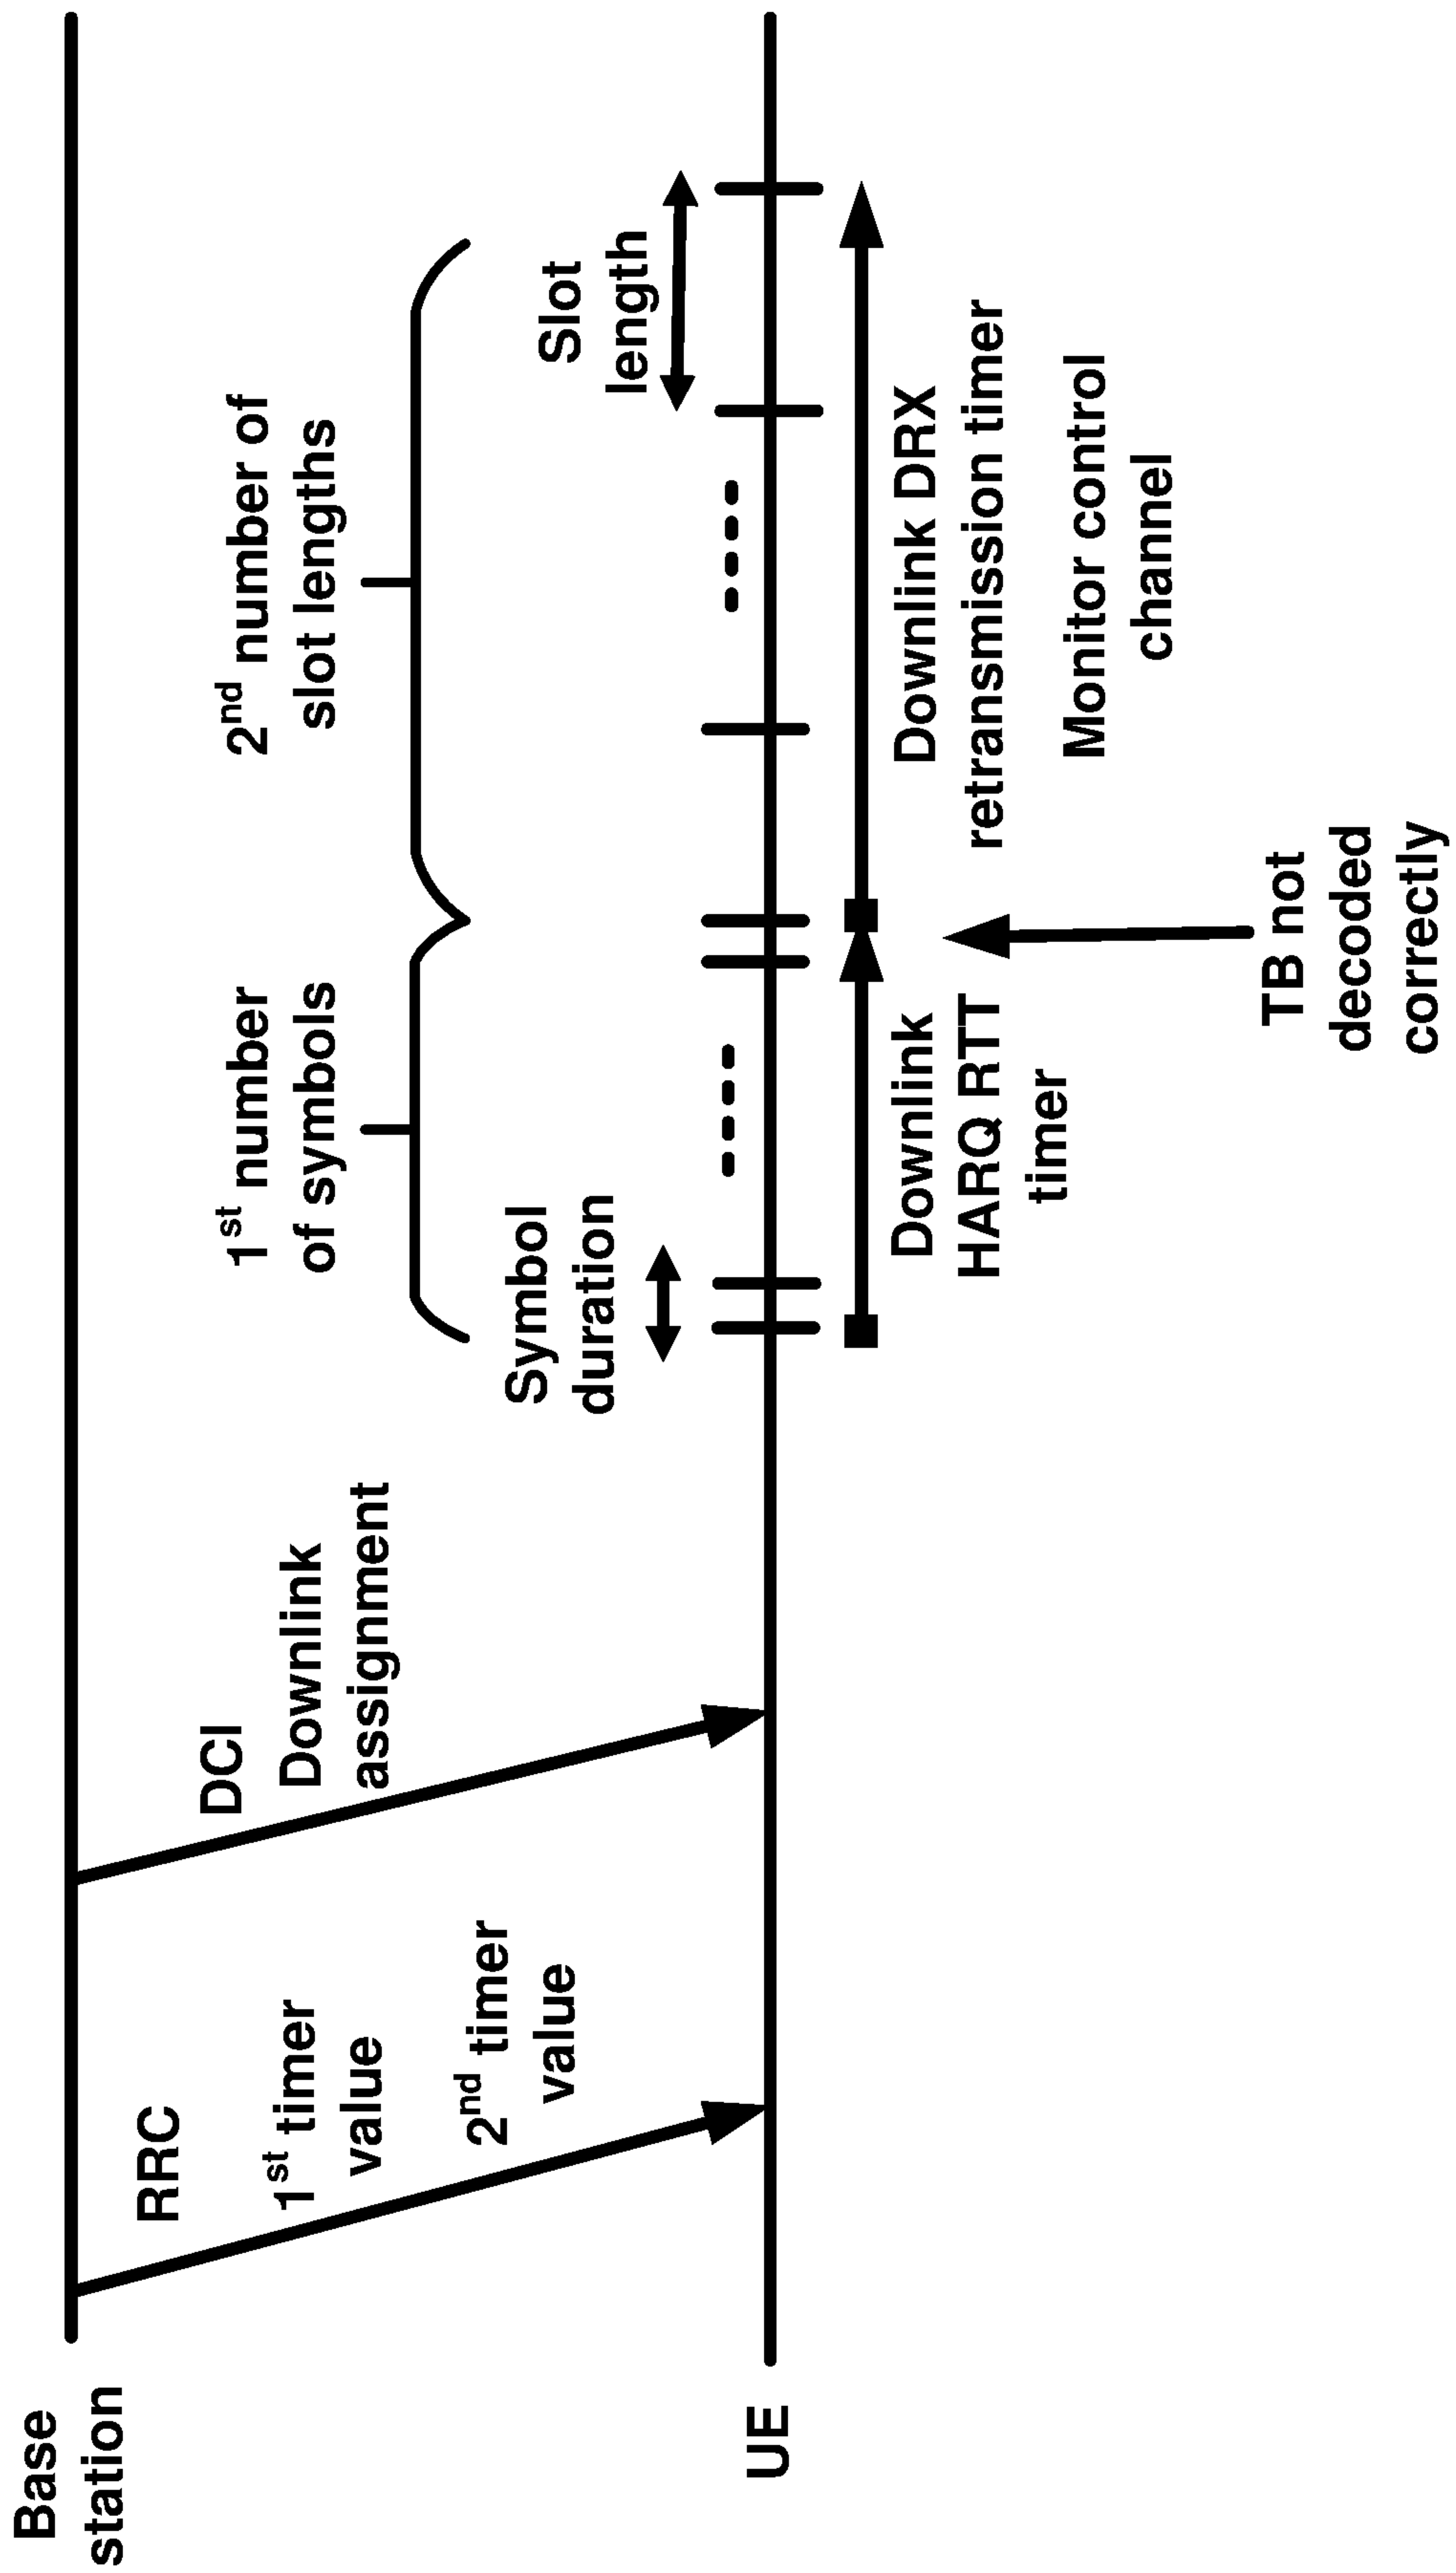 Base
station
RRC
1st timer
value
2nd timer
value
DCI
Downlink
assignment
1st number
of symbols
2nd number of
slot lengths
Symbol
duration
Slot
length
UE
Downlink
HARQ RTT
timer
Downlink DRX
retransmission timer
Monitor control
channel
TB not
decoded
correctly